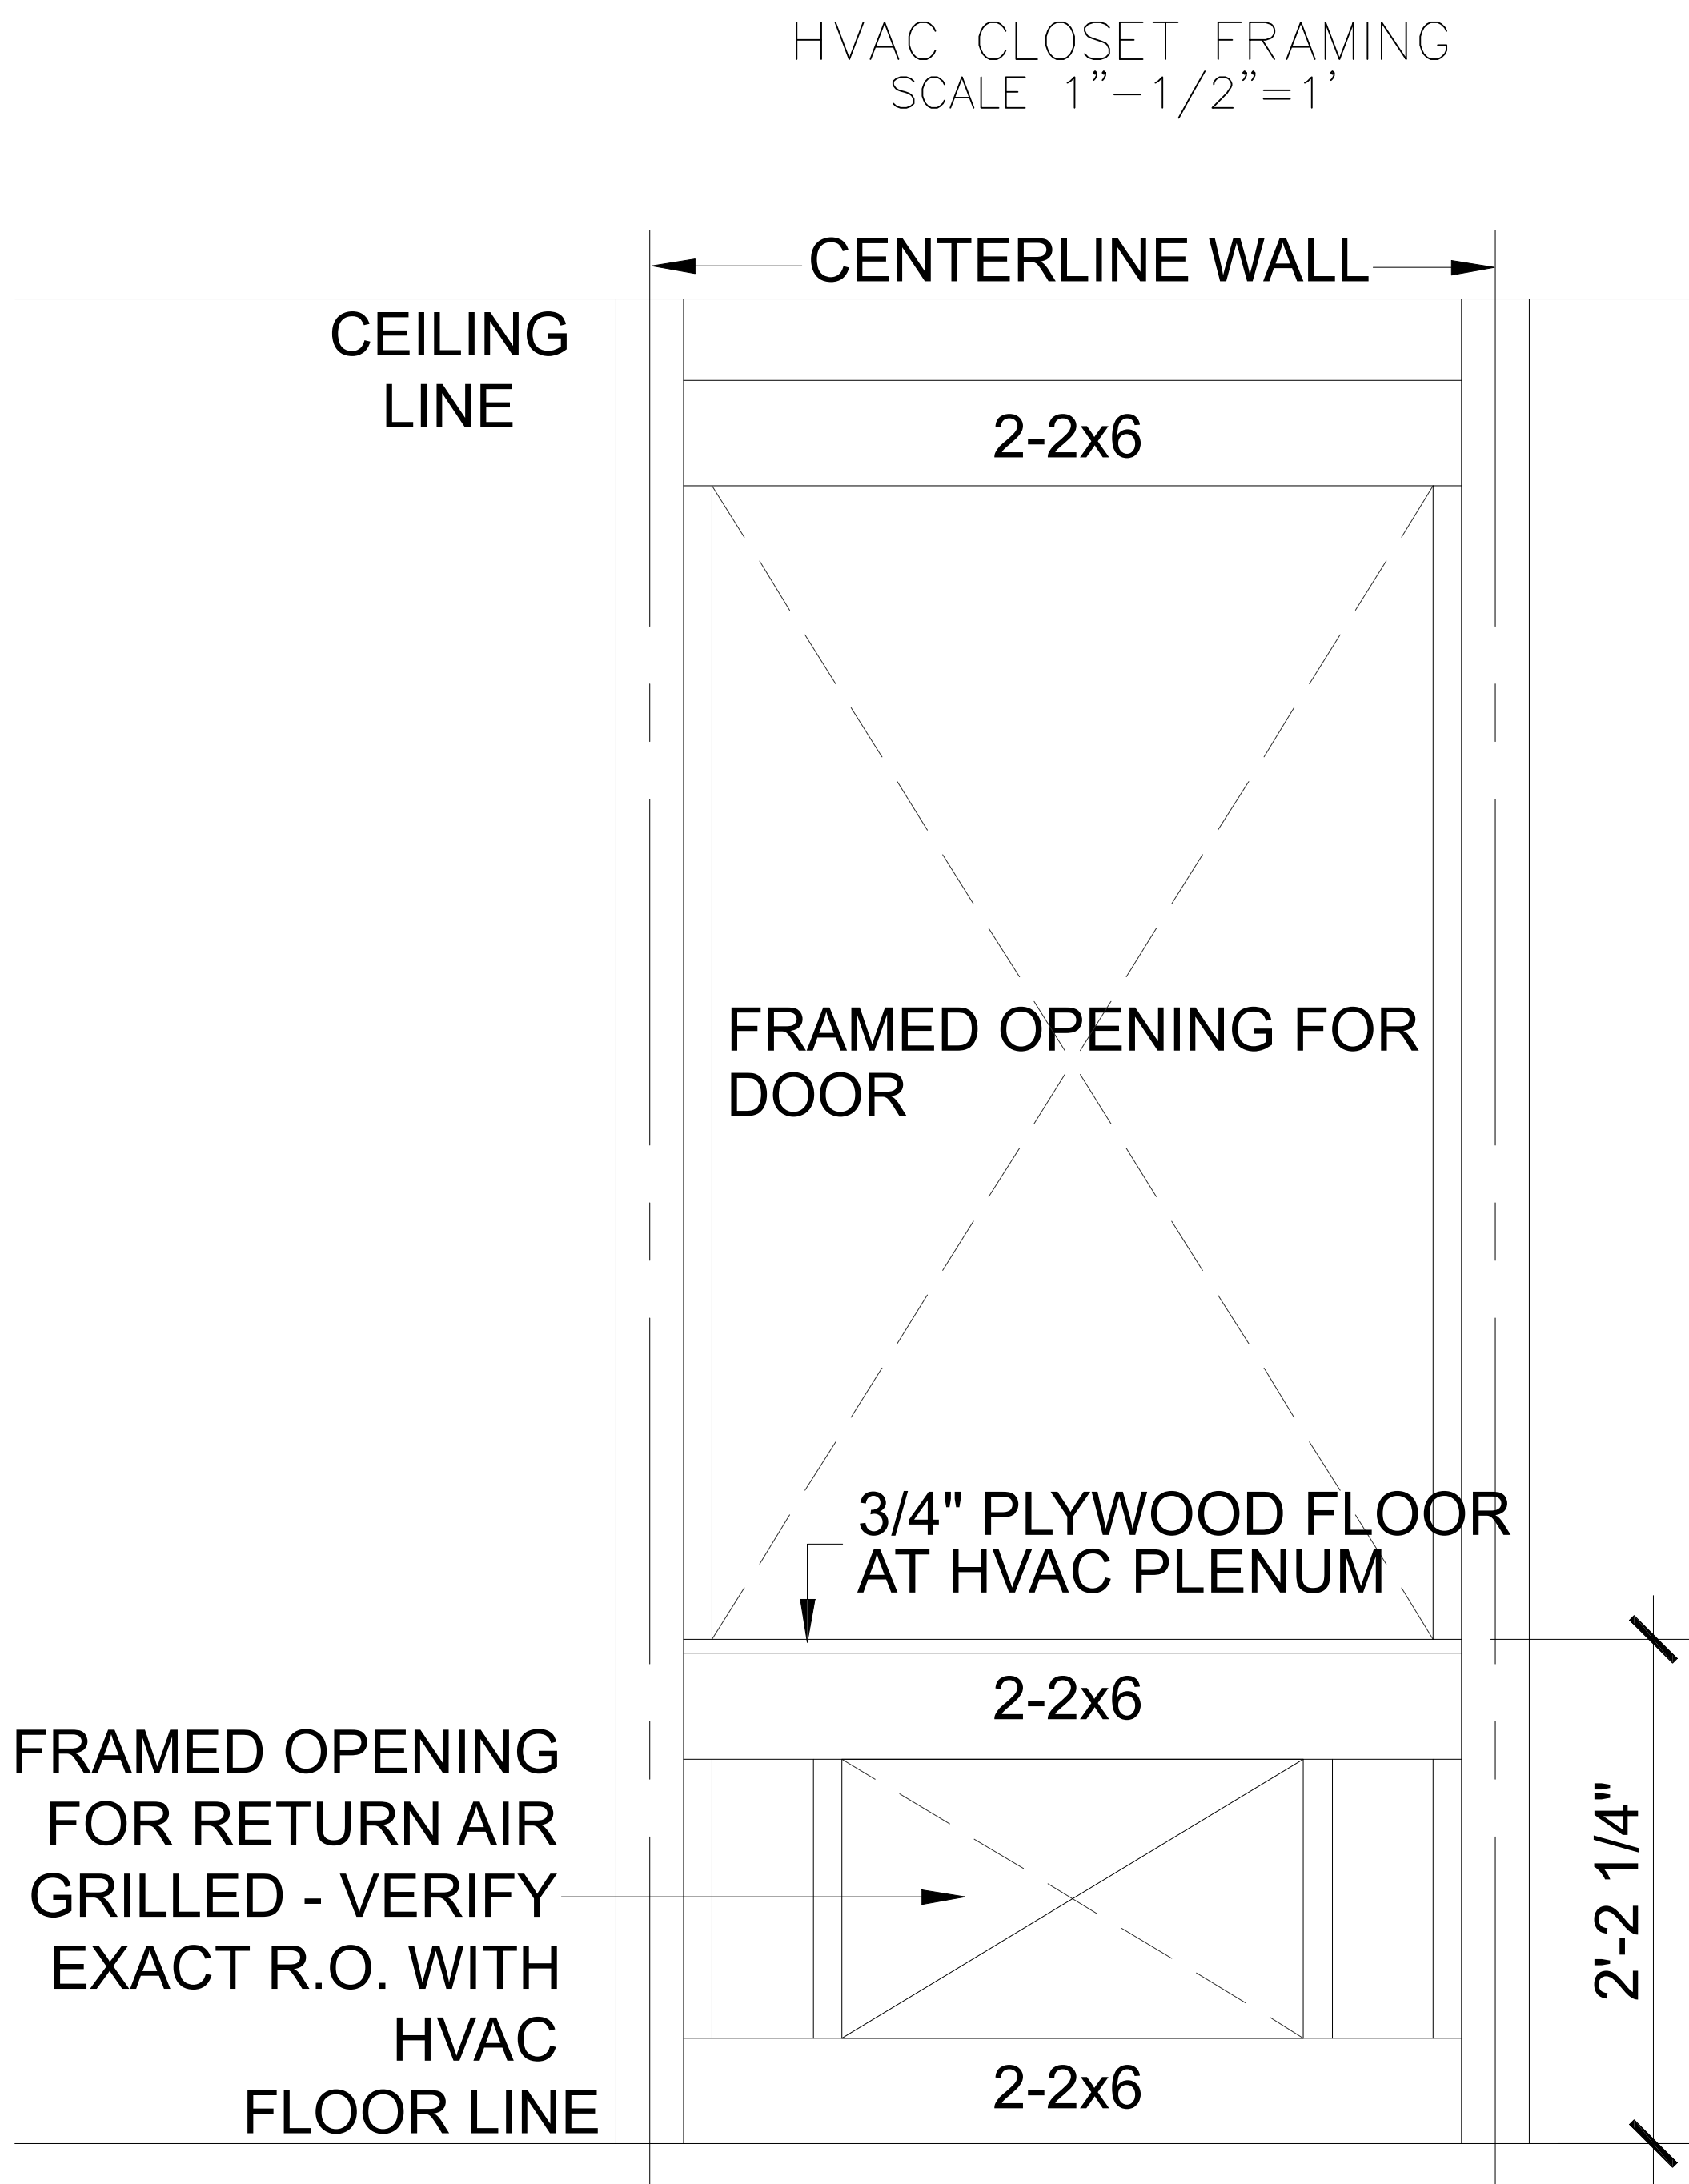 HVAC CLOSET FRAMING
SCALE 1"-1/2"=1'
CENTERLINE WALL
CEILING
LINE
2-2x6
FRAMED OPENING FOR
DOOR
3/4" PLYWOOD FLOOR
AT HVAC PLENUM
2-2x6
FRAMED OPENING
FOR RETURN AIR
GRILLED - VERIFY
EXACT R.O. WITH
HVAC
FLOOR LINE
2'-2 1/4"
2-2x6